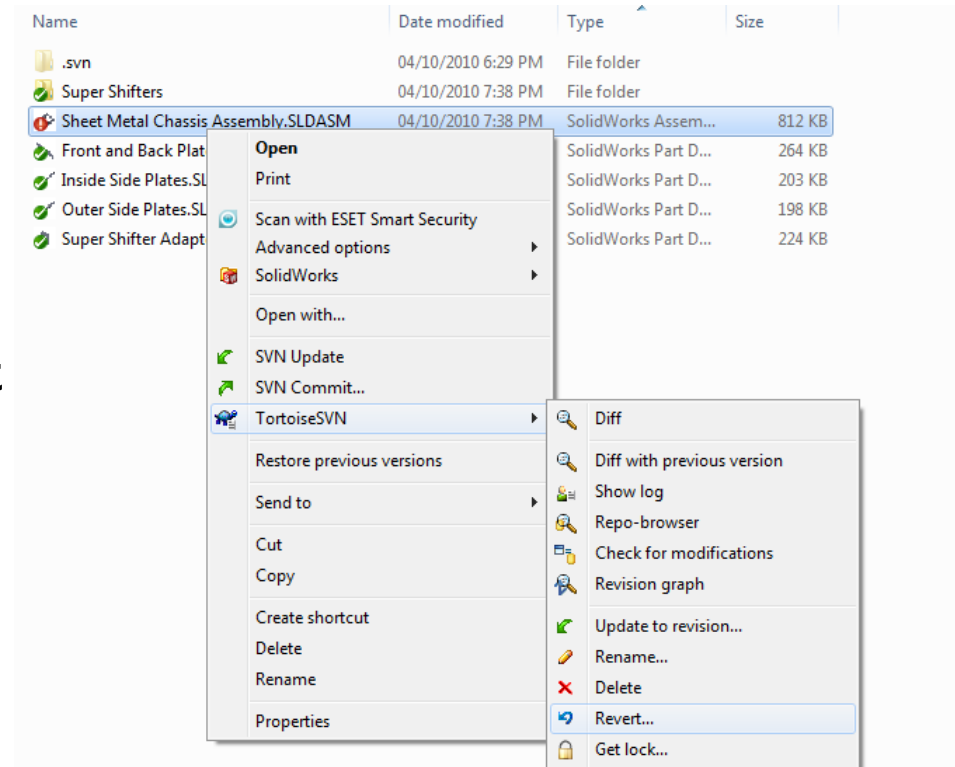 Name Date modified Type Size
.svn 04/10/2010 6:29 PM File folder
Super Shifters 04/10/2010 7:38 PM File folder
Sheet Metal Chassis Assembly.SLDASM 04/10/2010 7:38 PM SolidWorks Assem... 812 KB
Front and Back Plat SolidWorks Part D... 264 KB
Inside Side Plates.SL SolidWorks Part D... 203 KB
Outer Side Plates.SL SolidWorks Part D... 198 KB
Super Shifter Adapt SolidWorks Part D... 224 KB
Open
Print
Scan with ESET Smart Security
Advanced options
SolidWorks
Open with...
SVN Update
SVN Commit...
TortoiseSVN
Restore previous versions
Send to
Cut
Copy
Create shortcut
Delete
Rename
Properties
Diff
Diff with previous version
Show log
Repo-browser
Check for modifications
Revision graph
Update to revision...
Rename...
Delete
Revert...
Get lock...